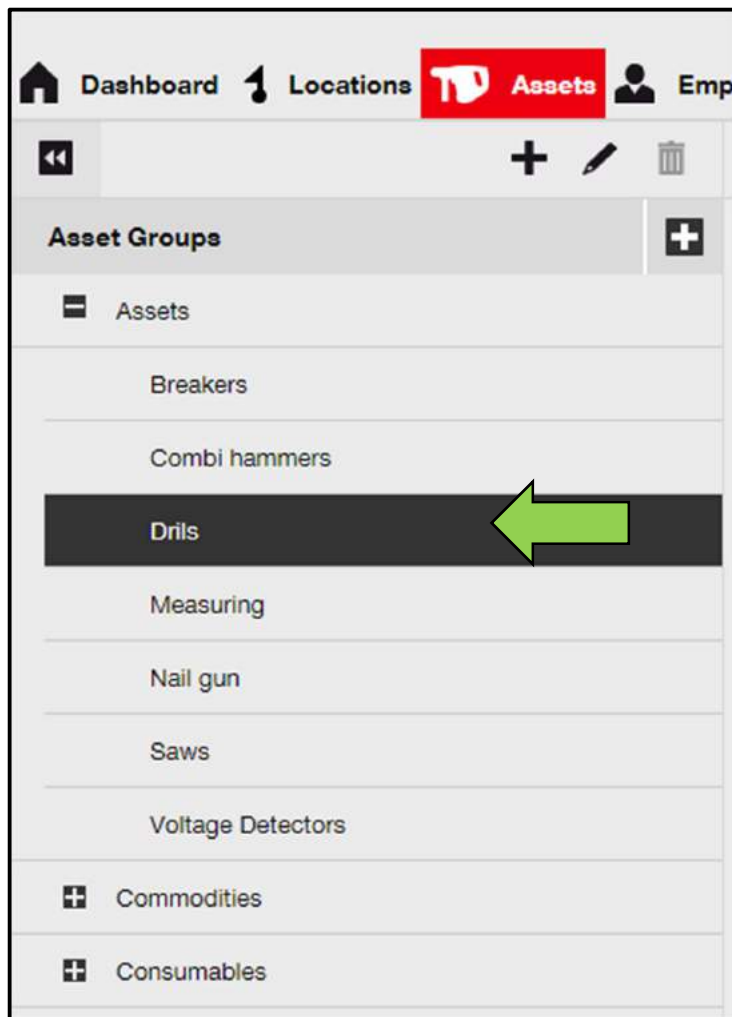 Dashboard Locations Assets Emp
Asset Groups
Assets
Breakers
Combi hammers
Drils
Measuring
Nail gun
Saws
Voltage Detectors
Commodities
Consumables